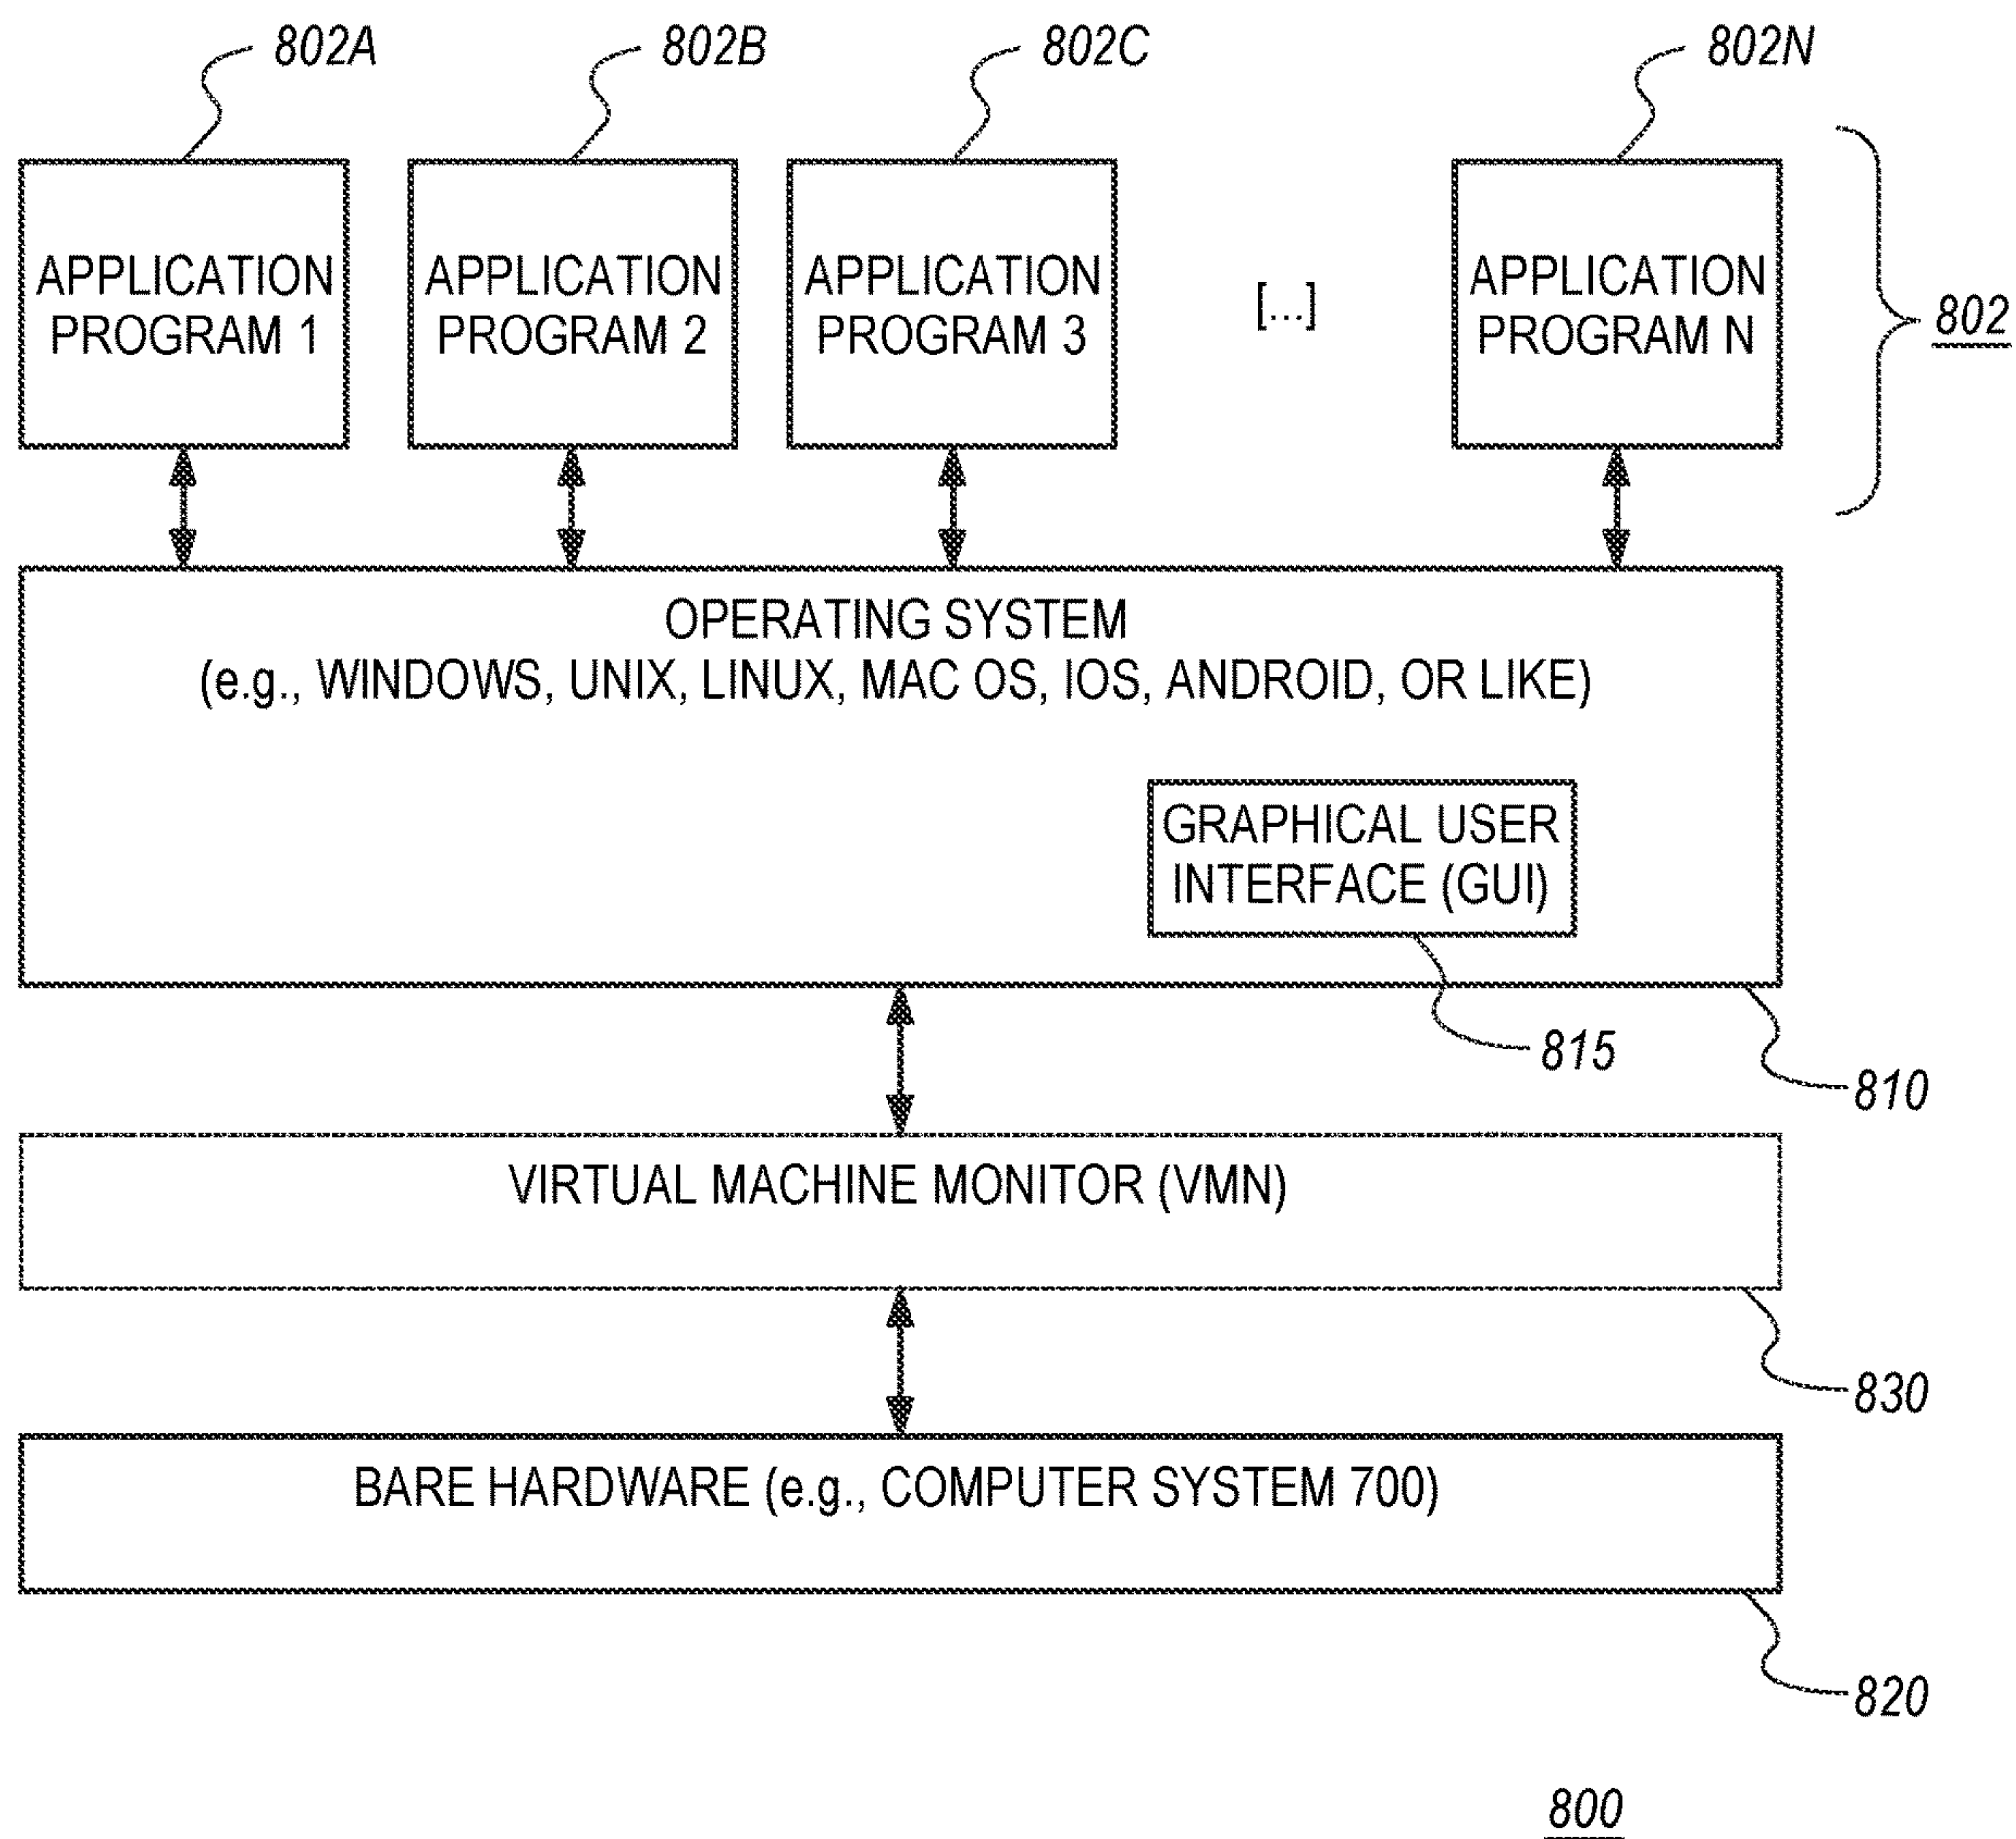 802A
802B
802C
802N
APPLICATION
PROGRAM 1
APPLICATION
PROGRAM 2
APPLICATION
PROGRAM 3
[...]
APPLICATION
PROGRAM N
802
OPERATING SYSTEM
(e.g., WINDOWS, UNIX, LINUX, MAC OS, IOS, ANDROID, OR LIKE)
GRAPHICAL USER
INTERFACE (GUI)
815
810
VIRTUAL MACHINE MONITOR (VMN)
830
BARE HARDWARE (e.g., COMPUTER SYSTEM 700)
820
800